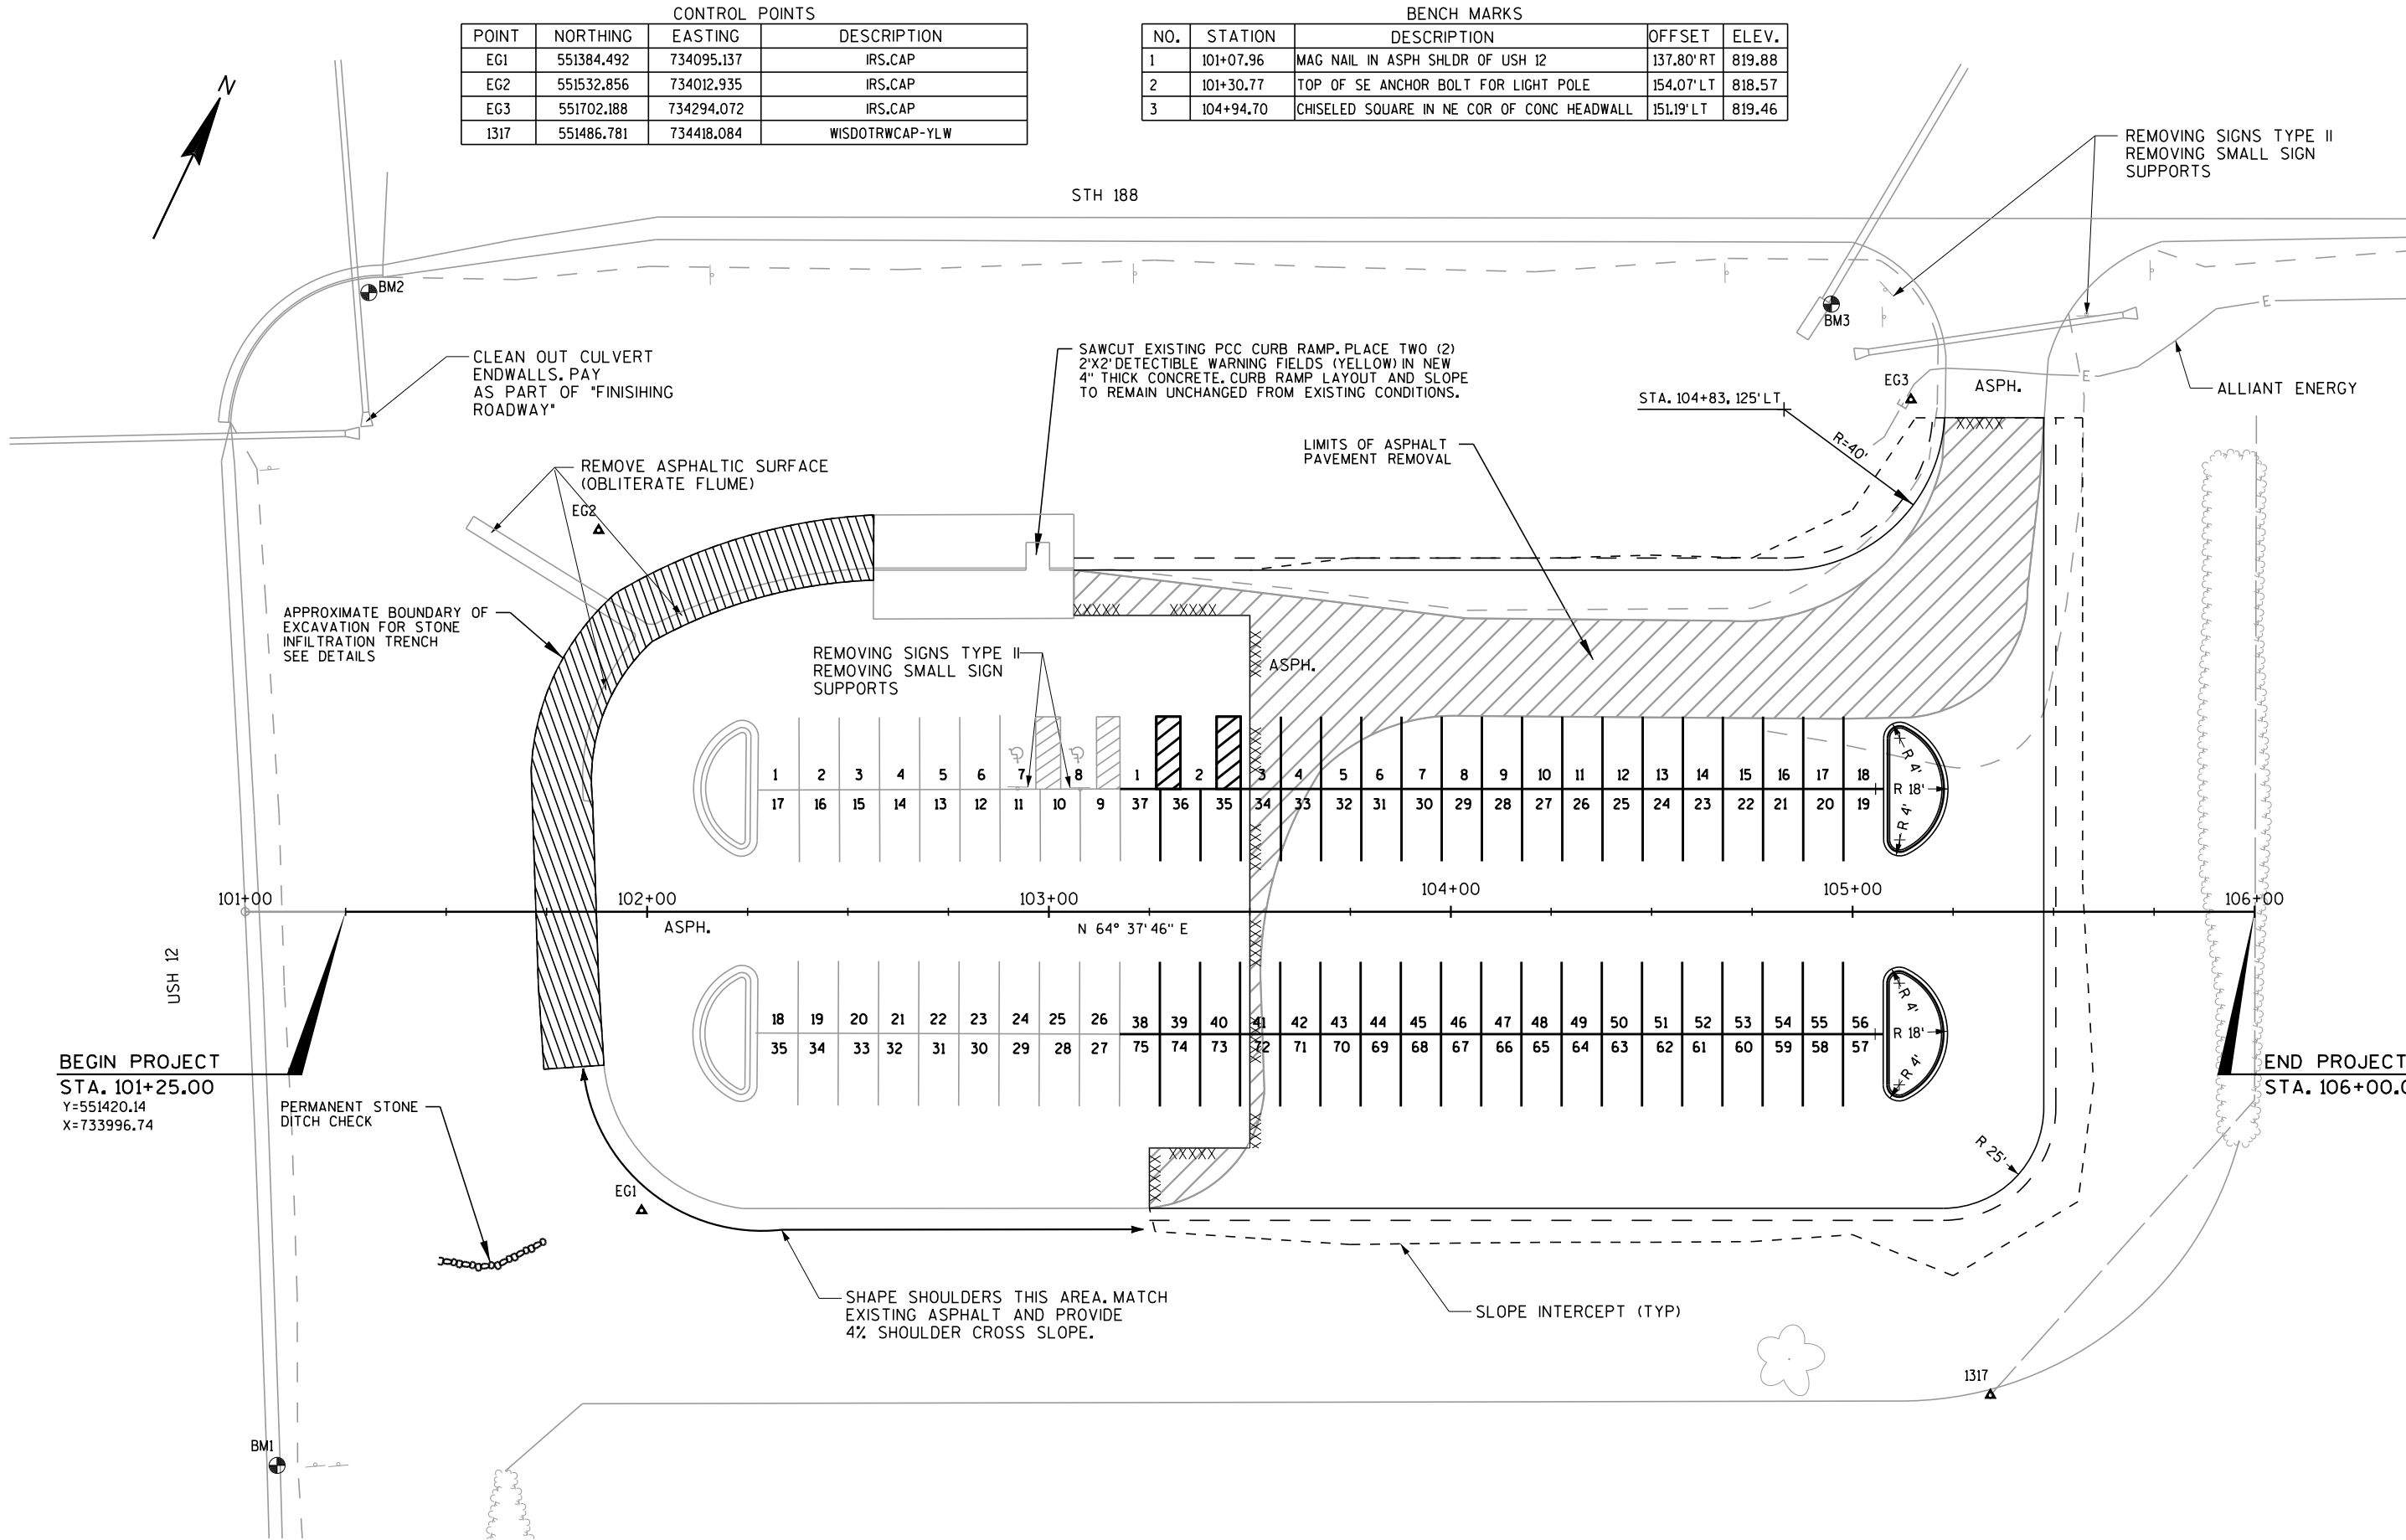 CONTROL POINTS
POINT NORTHING EASTING DESCRIPTION
EG1 551384.492 734095.137 IRS.CAP
EG2 551532.856 734012.935 IRS.CAP
EG3 551702.188 734294.072 IRS.CAP
1317 551486.781 734418.084 WISDOTRWCAP-YLW
BENCH MARKS
NO. STATION DESCRIPTION OFFSET ELEV.
1 101+07.96 MAG NAIL IN ASPH SHLDR OF USH 12 137.80' RT 819.88
2 101+30.77 TOP OF SE ANCHOR BOLT FOR LIGHT POLE 154.07' LT 818.57
3 104+94.70 CHISELED SQUARE IN NE COR OF CONC HEADWALL 151.19' LT 819.46
N
STH 188
REMOVING SIGNS TYPE II
REMOVING SMALL SIGN
SUPPORTS
BM2
BM3
CLEAN OUT CULVERT
ENDWALLS. PAY
AS PART OF "FINISIHING
ROADWAY"
SAWCUT EXISTING PCC CURB RAMP. PLACE TWO (2)
2'X2' DETECTIBLE WARNING FIELDS (YELLOW) IN NEW
4" THICK CONCRETE. CURB RAMP LAYOUT AND SLOPE
TO REMAIN UNCHANGED FROM EXISTING CONDITIONS.
E
E
E
EG3
ASPH.
ALLIANT ENERGY
STA. 104+83, 125' LT
R=40'
XXXXX
LIMITS OF ASPHALT
PAVEMENT REMOVAL
REMOVE ASPHALTIC SURFACE
(OBLITERATE FLUME)
EG2
APPROXIMATE BOUNDARY OF
EXCAVATION FOR STONE
INFILTRATION TRENCH
SEE DETAILS
XXXXX XXXXX
REMOVING SIGNS TYPE II
REMOVING SMALL SIGN
SUPPORTS
ASPH.
1 2 3 4 5 6 7 8 1 2 3 4 5 6 7 8 9 10 11 12 13 14 15 16 17 18
17 16 15 14 13 12 11 10 9 37 36 35 34 33 32 31 30 29 28 27 26 25 24 23 22 21 20 19
R 4'
R 18'
R 4'
101+00 102+00 103+00 104+00 105+00 106+00
ASPH.
N 64° 37' 46" E
USH 12
18 19 20 21 22 23 24 25 26 38 39 40 41 42 43 44 45 46 47 48 49 50 51 52 53 54 55 56
35 34 33 32 31 30 29 28 27 75 74 73 72 71 70 69 68 67 66 65 64 63 62 61 60 59 58 57
R 4'
R 18'
R 4'
BEGIN PROJECT
STA. 101+25.00
Y=551420.14
X=733996.74
END PROJECT
STA. 106+00.0
PERMANENT STONE
DITCH CHECK
XXXXX
R 25'
EG1
SHAPE SHOULDERS THIS AREA. MATCH
EXISTING ASPHALT AND PROVIDE
4% SHOULDER CROSS SLOPE.
SLOPE INTERCEPT (TYP)
1317
BM1